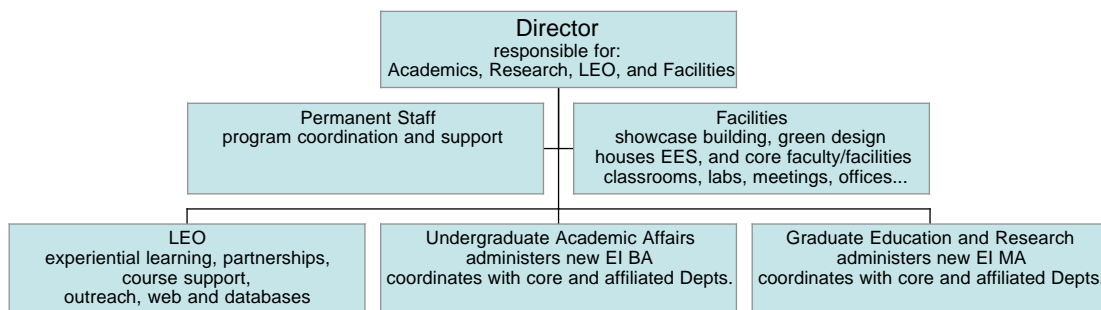 Director
responsible for:
Academics, Research, LEO, and Facilities
Permanent Staff
program coordination and support
Facilities
showcase building, green design
houses EES, and core faculty/facilities
classrooms, labs, meetings, offices...
LEO
experiential learning, partnerships,
course support,
outreach, web and databases
Undergraduate Academic Affairs
administers new EI BA
coordinates with core and affiliated Depts.
Graduate Education and Research
administers new EI MA
coordinates with core and affiliated Depts.